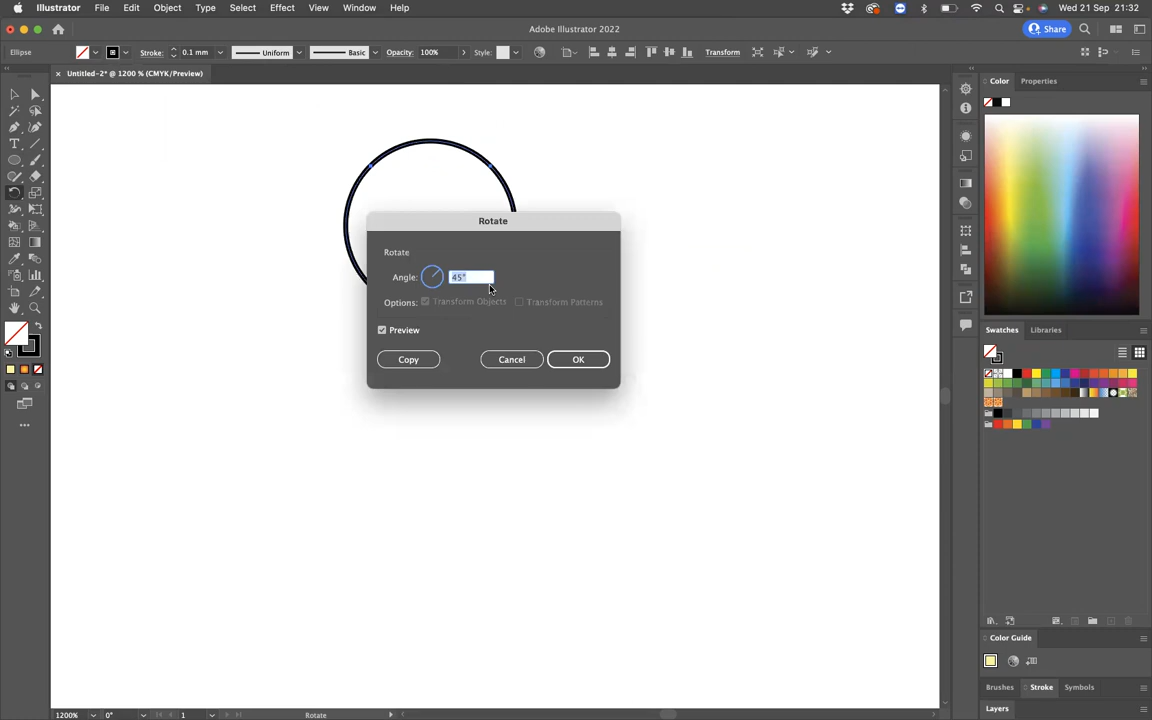 Illustrator File Edit Object Type Select Effect View Window Help Wed 21 Sep 21:32
Adobe Illustrator 2022 Share
Ellipse Stroke: 0.1 mm Uniform Basic Opacity: 100% Style: Transform
Untitled-2* @ 1200 % (CMYK/Preview)
Color Properties
Rotate
Rotate
Angle: 45°
Options: Transform Objects Transform Patterns
Preview
Copy Cancel OK
Swatches Libraries
Color Guide
Brushes Stroke Symbols
Layers
1200% 0° 1 Rotate